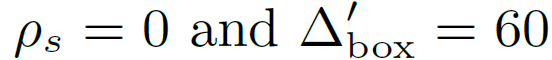 ρ_s = 0 and Δ′_box = 60